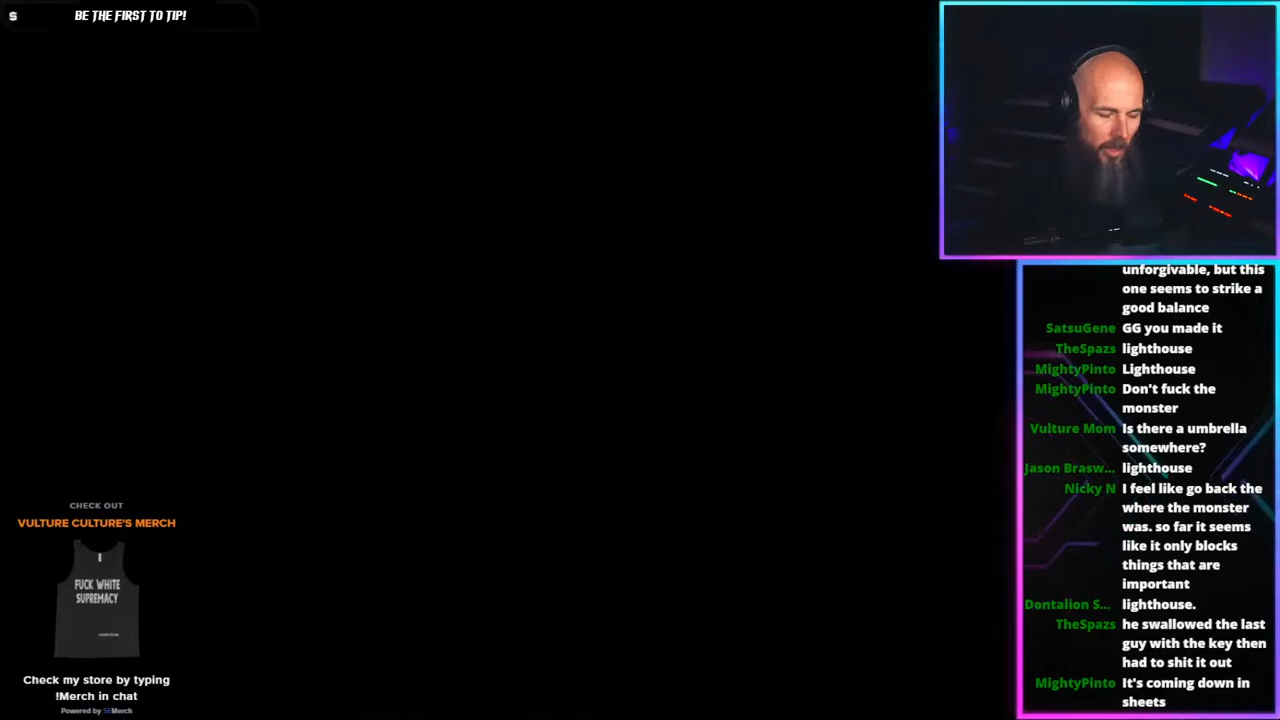 $
BE THE FIRST TO TIP!
unforgivable, but this
one seems to strike a
good balance
SatsuGene GG you made it
TheSpazs lighthouse
MightyPinto Lighthouse
MightyPinto Don't fuck the
monster
Vulture Mom Is there a umbrella
somewhere?
Jason Brasw... lighthouse
Nicky N I feel like go back the
where the monster
was. so far it seems
like it only blocks
things that are
important
Dontalion S... lighthouse.
TheSpazs he swallowed the last
guy with the key then
had to shit it out
MightyPinto It's coming down in
sheets
CHECK OUT
VULTURE CULTURE'S MERCH
FUCK WHITE
SUPREMACY
Check my store by typing
!Merch in chat
Powered by SEMerch